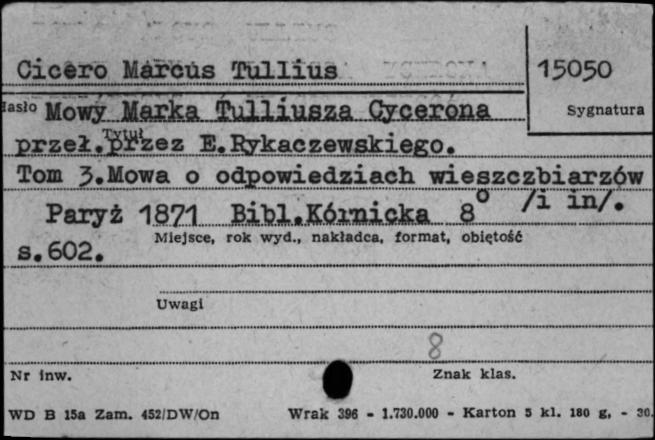 Cicero Marcus Tullius
15050
Hasło
Mowy Marka Tulliusza Cycerona
Sygnatura
Tytuł
przeł.przez E.Rykaczewskiego.
Tom 3.Mowa o odpowiedziach wieszczbiarzów
/i in/.
Paryż 1871 Bibl.Kórnicka 8°
Miejsce, rok wyd., nakładca, format, objętość
s.602.
Uwagi
8
Nr inw.
Znak klas.
WD B 15a Zam. 452/DW/On Wrak 396 - 1.730.000 - Karton 5 kl. 180 g, - 30.